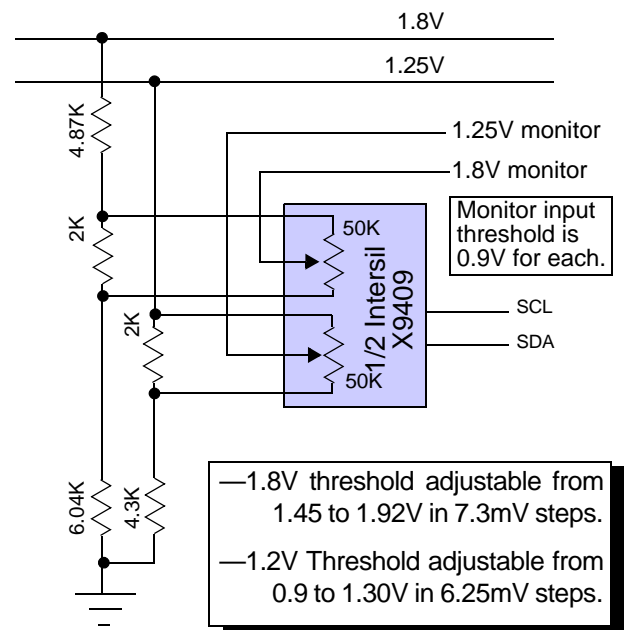 1.8V
1.25V
4.87K
1.25V monitor
1.8V monitor
2K
50K
Monitor input
threshold is
0.9V for each.
1/2 Intersil
X9409
SCL
2K
SDA
50K
6.04K
4.3K
—1.8V threshold adjustable from
1.45 to 1.92V in 7.3mV steps.
—1.2V Threshold adjustable from
0.9 to 1.30V in 6.25mV steps.